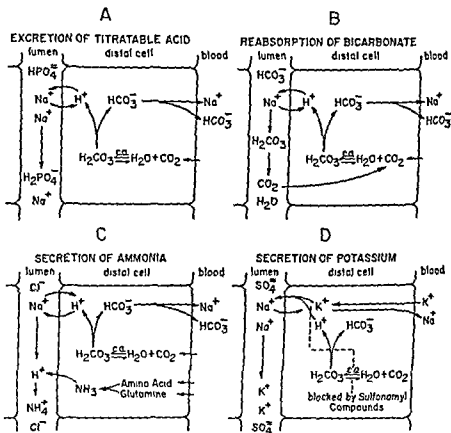 A
EXCRETION OF TITRATABLE ACID
lumen distal cell blood
HPO₄⁼
Na⁺ H⁺ HCO₃⁻ Na⁺
Na⁺ HCO₃⁻
H₂CO₃ ca H₂O+CO₂
H₂PO₄⁻
Na⁺
B
REABSORPTION OF BICARBONATE
lumen distal cell blood
HCO₃⁻
Na⁺ H⁺ HCO₃⁻ Na⁺
HCO₃⁻
H₂CO₃
H₂CO₃ ca H₂O+CO₂
CO₂
H₂O
C
SECRETION OF AMMONIA
lumen distal cell blood
Cl⁻
Na⁺ H⁺ HCO₃⁻ Na⁺
HCO₃⁻
H₂CO₃ ca H₂O+CO₂
H⁺
NH₃ Amino Acid
Glutamine
NH₄⁺
Cl⁻
D
SECRETION OF POTASSIUM
lumen distal cell blood
SO₄⁼
Na⁺ K⁺ K⁺
Na⁺
Na⁺ H⁺ HCO₃⁻
H₂CO₃ ca H₂O+CO₂
K⁺ blocked by Sulfonamyl
Compounds
K⁺
SO₄⁼